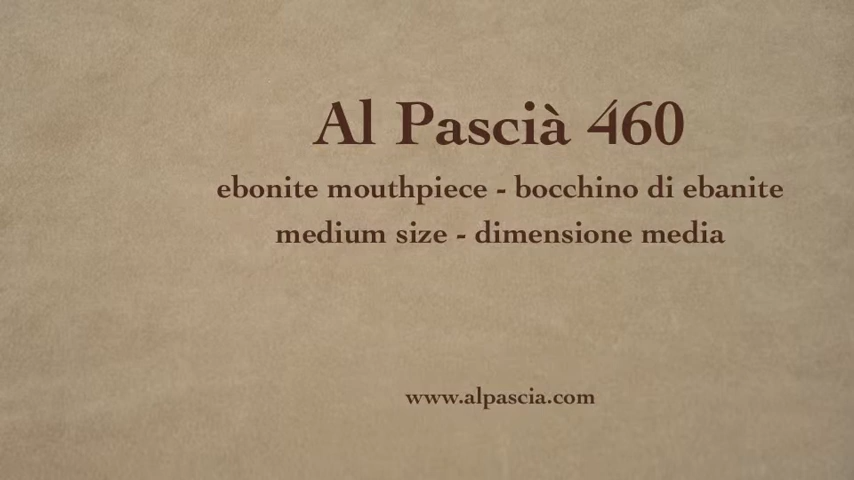 Al Pascià 460
ebonite mouthpiece - bocchino di ebanite
medium size - dimensione media
www.alpascia.com